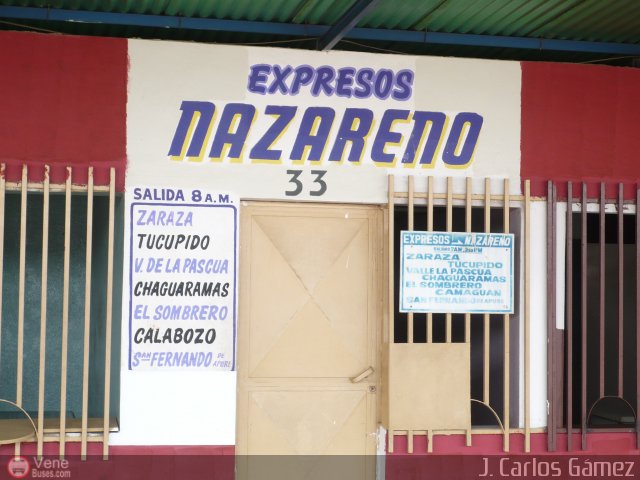 EXPRESOS
NAZARENO
33
SALIDA 8 A.M.
ZARAZA
TUCUPIDO
V. DE LA PASCUA
CHAGUARAMAS
EL SOMBRERO
CALABOZO
SAN FERNANDO DE APURE
EXPRESOS NAZARENO
ZARAZA
TUCUPIDO
VALLE LA PASCUA
CHAGUARAMAS
EL SOMBRERO
CAMAGUAN
SAN FERNANDO DE APURE
Vene
Buses.com
J. Carlos Gámez